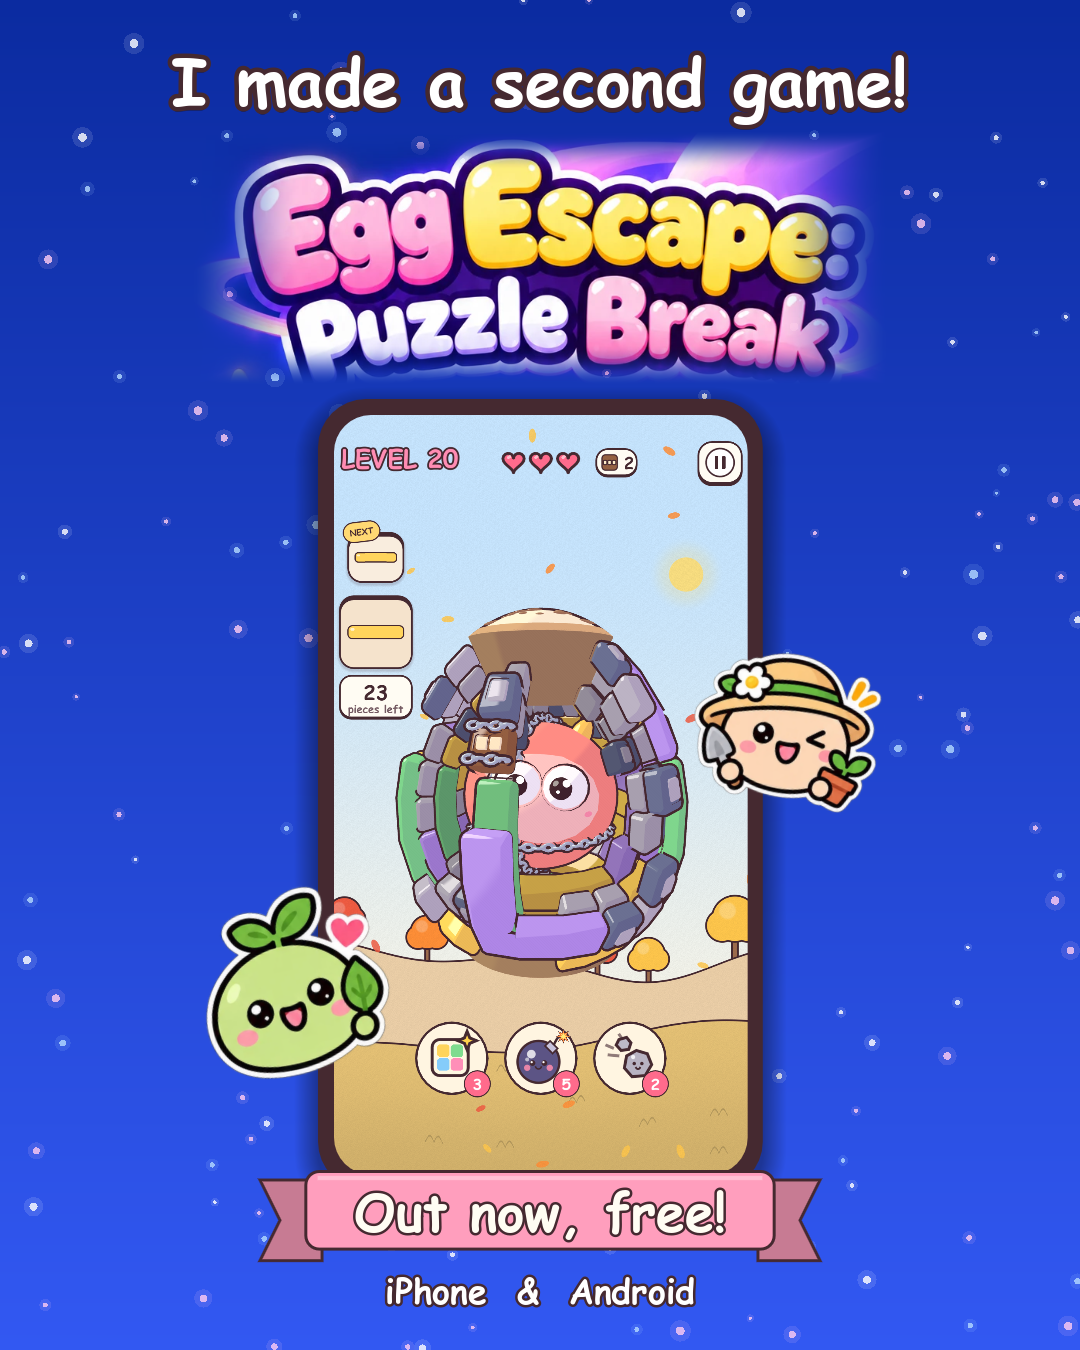 I made a second game!
Egg Escape:
Puzzle Break
LEVEL 20
2
NEXT
23
pieces left
3
5
2
Out now, free!
iPhone & Android